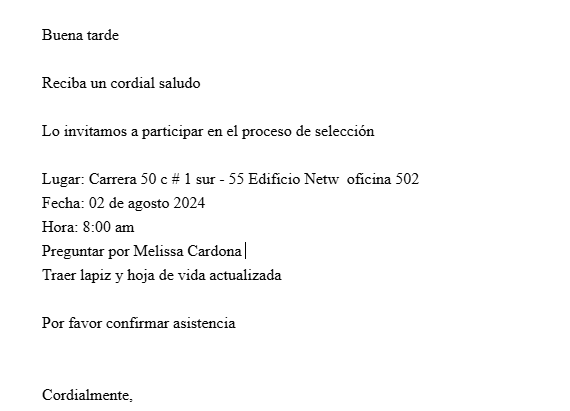 Buena tarde
Reciba un cordial saludo
Lo invitamos a participar en el proceso de selección
Lugar: Carrera 50 c # 1 sur - 55 Edificio Netw  oficina 502
Fecha: 02 de agosto 2024
Hora: 8:00 am
Preguntar por Melissa Cardona
Traer lapiz y hoja de vida actualizada
Por favor confirmar asistencia
Cordialmente,